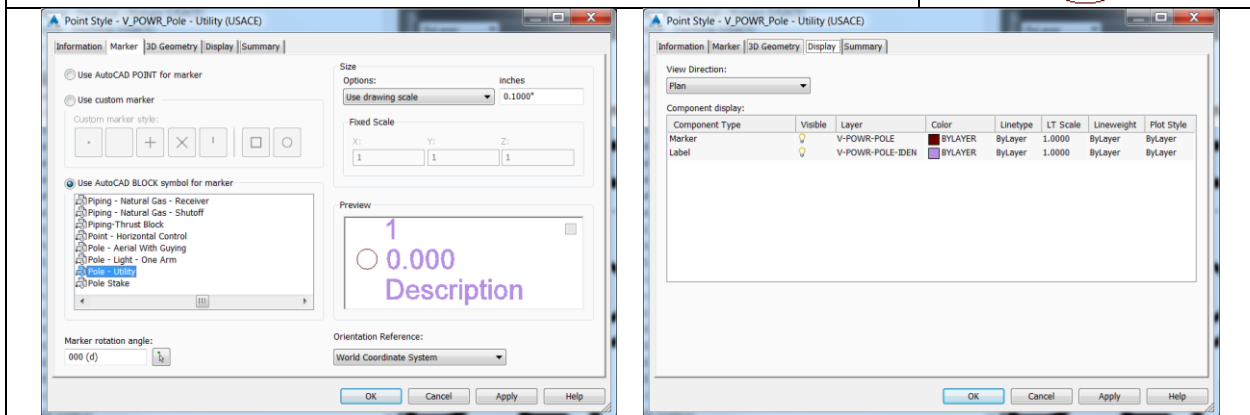 Point Style - V_POWR_Pole - Utility (USACE)
Information Marker 3D Geometry Display Summary
Use AutoCAD POINT for marker
Use custom marker
Custom marker style:
Use AutoCAD BLOCK symbol for marker
Piping - Natural Gas - Receiver
Piping - Natural Gas - Shutoff
Piping-Thrust Block
Point - Horizontal Control
Pole - Aerial With Guying
Pole - Light - One Arm
Pole - Utility
Pole Stake
Marker rotation angle:
000 (d)
Size
Options: inches
Use drawing scale 0.1000"
Fixed Scale
X: Y: Z:
1 1 1
Preview
1
0.000
Description
Orientation Reference:
World Coordinate System
OK Cancel Apply Help
Point Style - V_POWR_Pole - Utility (USACE)
Information Marker 3D Geometry Display Summary
View Direction:
Plan
Component display:
Component Type Visible Layer Color Linetype LT Scale Lineweight Plot Style
Marker V-POWR-POLE BYLAYER ByLayer 1.0000 ByLayer ByLayer
Label V-POWR-POLE-IDEN BYLAYER ByLayer 1.0000 ByLayer ByLayer
OK Cancel Apply Help